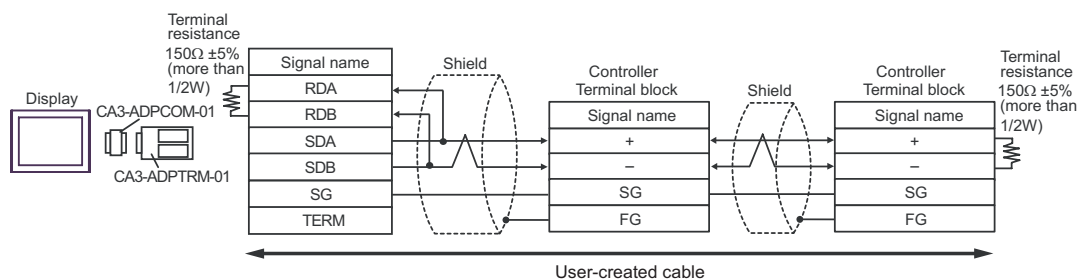 Terminal
resistance
150Ω ±5%
(more than
1/2W)
Display
CA3-ADPCOM-01
CA3-ADPTRM-01
Signal name
RDA
RDB
SDA
SDB
SG
TERM
Shield
Controller
Terminal block
Signal name
+
–
SG
FG
Shield
Controller
Terminal block
Signal name
+
–
SG
FG
Terminal
resistance
150Ω ±5%
(more than
1/2W)
User-created cable